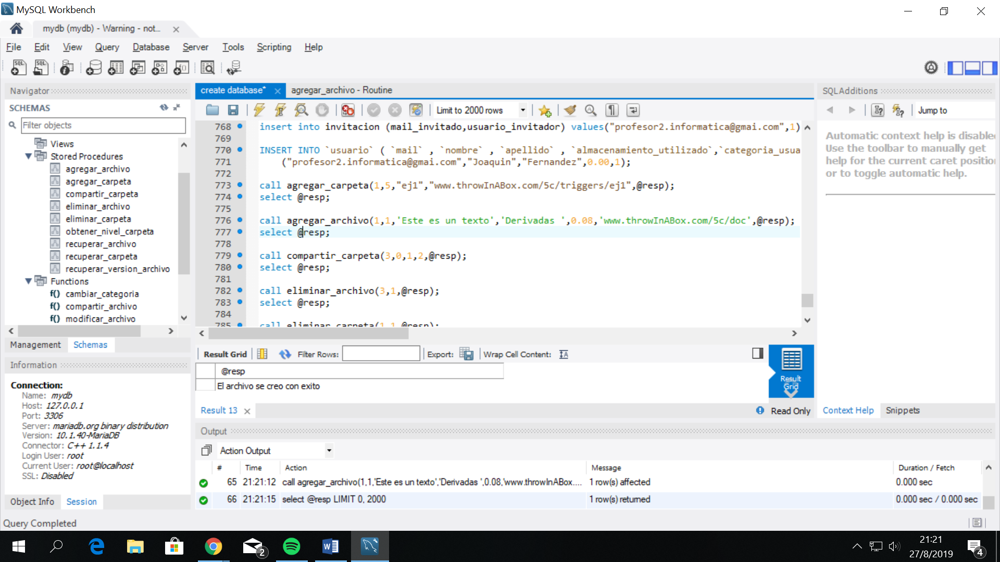 MySQL Workbench
mydb (mydb) - Warning - not...
File Edit View Query Database Server Tools Scripting Help
Navigator
SCHEMAS
Filter objects
Views
Stored Procedures
agregar_archivo
agregar_carpeta
compartir_carpeta
eliminar_archivo
eliminar_carpeta
obtener_nivel_carpeta
recuperar_archivo
recuperar_carpeta
recuperar_version_archivo
Functions
f() cambiar_categoria
f() compartir_archivo
f() modificar_archivo
Management Schemas
Information
Connection:
Name: mydb
Host: 127.0.0.1
Port: 3306
Server: mariadb.org binary distribution
Version: 10.1.40-MariaDB
Connector: C++ 1.1.4
Login User: root
Current User: root@localhost
SSL: Disabled
Object Info Session
Query Completed
create database* agregar_archivo - Routine
Limit to 2000 rows
768 insert into invitacion (mail_invitado,usuario_invitador) values("profesor2.informatica@gmai.com",1)
769
770 INSERT INTO `usuario` ( `mail` , `nombre` , `apellido` , `almacenamiento_utilizado`,`categoria_usua
771 ("profesor2.informatica@gmai.com","Joaquin","Fernandez",0.00,1);
772
773 call agregar_carpeta(1,5,"ej1","www.throwInABox.com/5c/triggers/ej1",@resp);
774 select @resp;
775
776 call agregar_archivo(1,1,'Este es un texto','Derivadas ',0.08,'www.throwInABox.com/5c/doc',@resp);
777 select @resp;
778
779 call compartir_carpeta(3,0,1,2,@resp);
780 select @resp;
781
782 call eliminar_archivo(3,1,@resp);
783 select @resp;
784
785 call eliminar_carpeta(1,1,@resp);
Result Grid Filter Rows: Export: Wrap Cell Content:
@resp
El archivo se creo con exito
Result Grid
Result 13
Read Only
Output
Action Output
# Time Action Message Duration / Fetch
65 21:21:12 call agregar_archivo(1,1,'Este es un texto','Derivadas ',0.08,'www.throwInABox.... 1 row(s) affected 0.000 sec
66 21:21:15 select @resp LIMIT 0, 2000 1 row(s) returned 0.000 sec / 0.000 sec
SQLAdditions
Jump to
Automatic context help is disable
Use the toolbar to manually get
help for the current caret position
or to toggle automatic help.
Context Help Snippets
2
21:21
27/8/2019
4